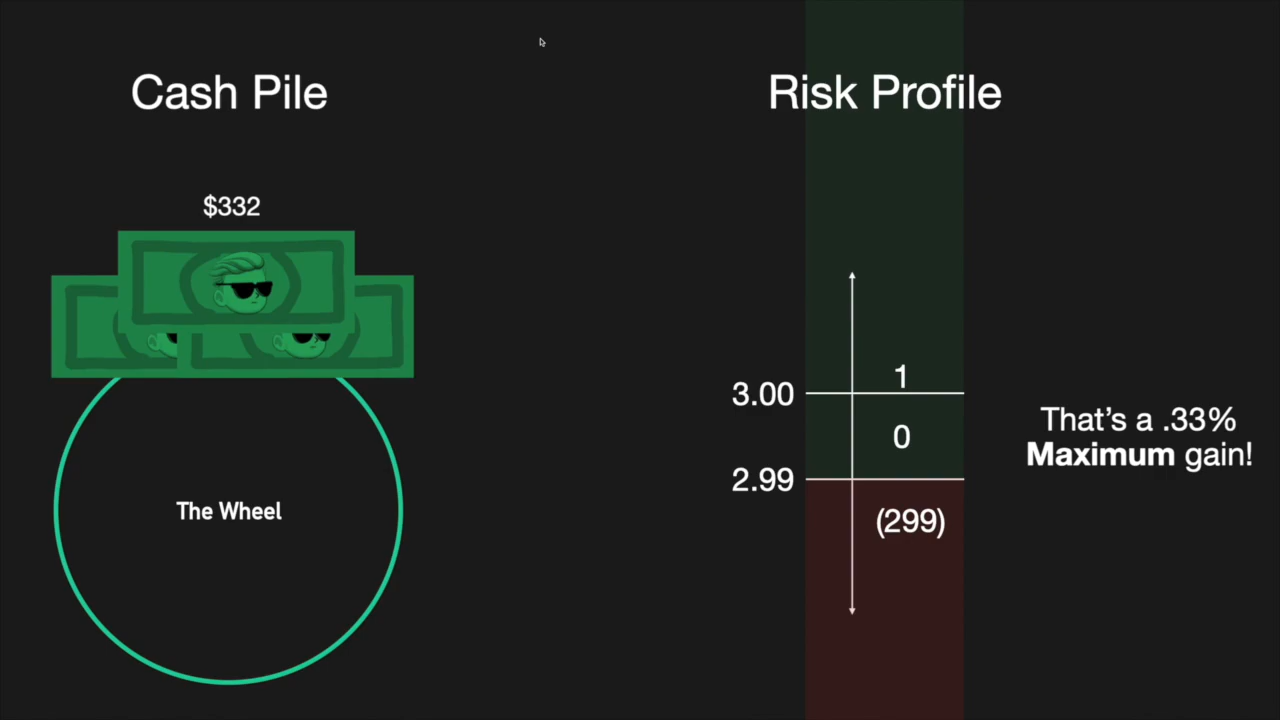 Cash Pile
$332
The Wheel
Risk Profile
1
3.00
0
2.99
(299)
That's a .33%
Maximum gain!